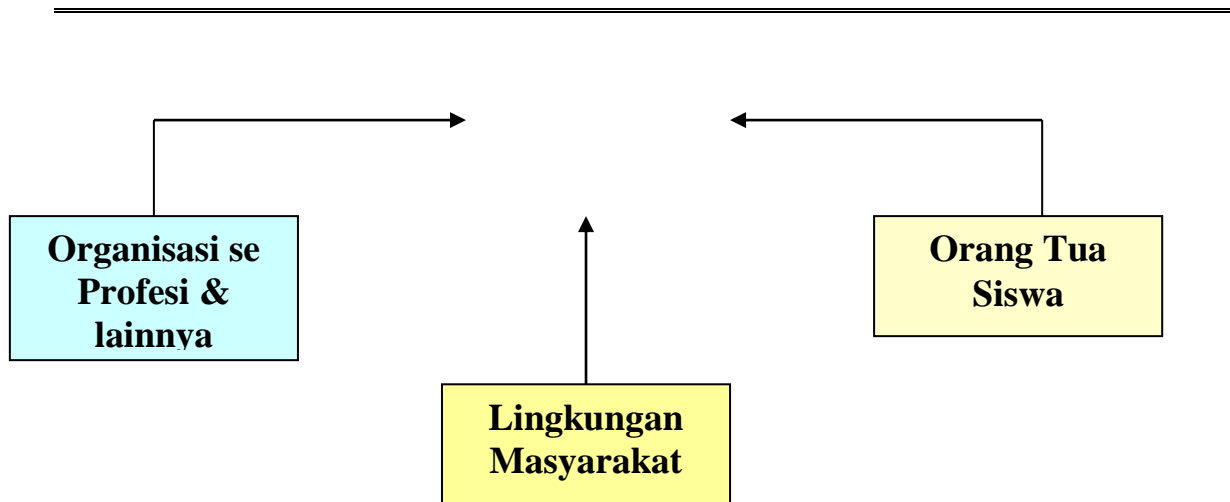 Organisasi se
Profesi &
lainnya
Orang Tua
Siswa
Lingkungan
Masyarakat